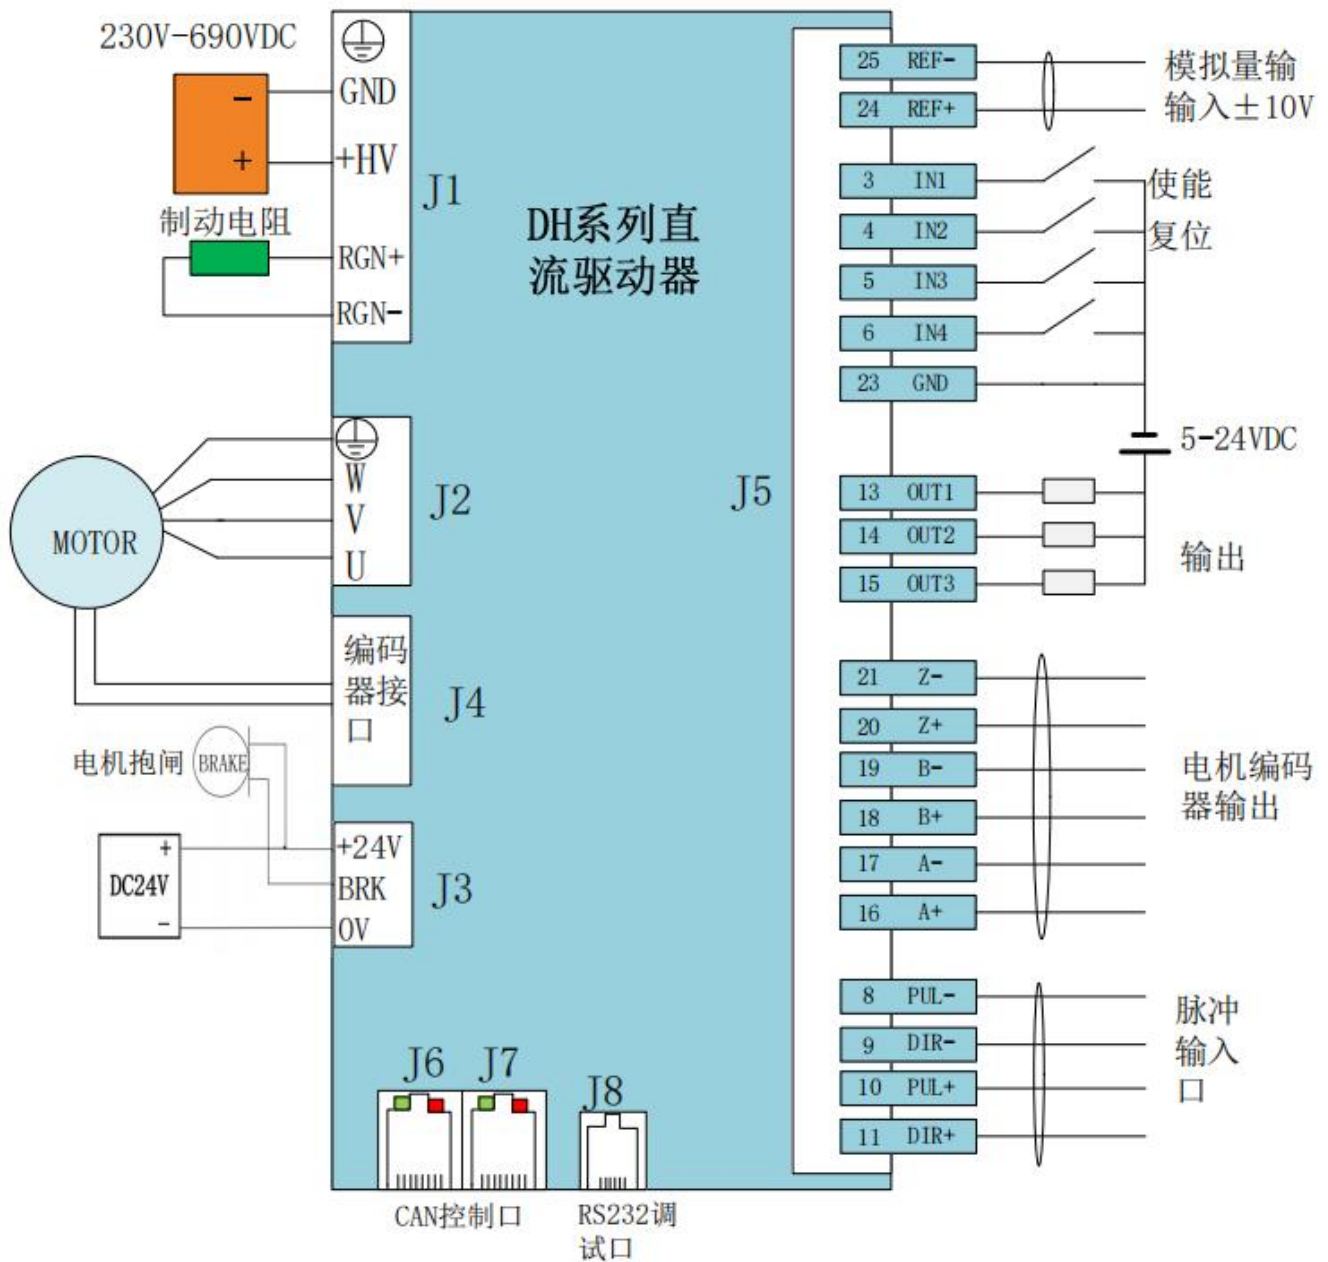 230V-690VDC
-
+
GND
+HV
J1
制动电阻
RGN+
RGN-
DH系列直
流驱动器
MOTOR
W
V
U
J2
编码
器接
口
J4
电机抱闸
BRAKE
DC24V
+
-
+24V
BRK
0V
J3
J6
J7
J8
CAN控制口
RS232调
试口
J5
25 REF-
24 REF+
模拟量输
输入±10V
3 IN1
使能
4 IN2
复位
5 IN3
6 IN4
23 GND
5-24VDC
13 OUT1
14 OUT2
15 OUT3
输出
21 Z-
20 Z+
19 B-
18 B+
17 A-
16 A+
电机编码
器输出
8 PUL-
9 DIR-
10 PUL+
11 DIR+
脉冲
输入
口